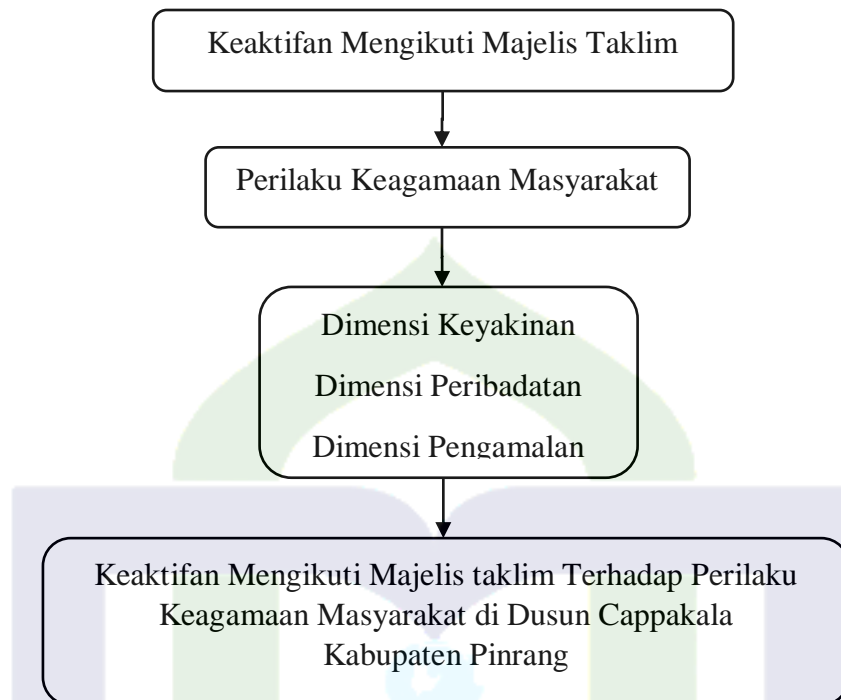 Keaktifan Mengikuti Majelis Taklim
Perilaku Keagamaan Masyarakat
Dimensi Keyakinan
Dimensi Peribadatan
Dimensi Pengamalan
Keaktifan Mengikuti Majelis taklim Terhadap Perilaku
Keagamaan Masyarakat di Dusun Cappakala
Kabupaten Pinrang